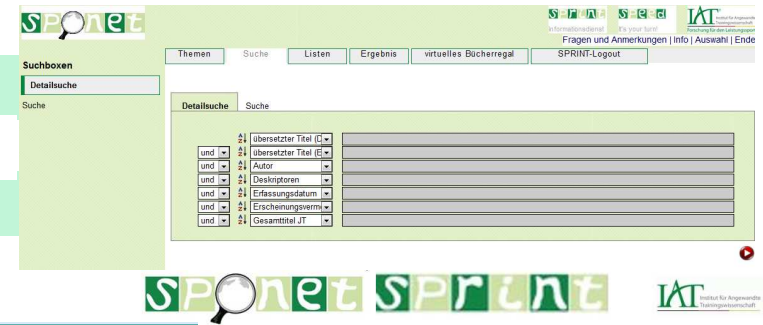 sponet
SPrInt
Speed
IAT
Institut für Angewandte
Trainingswissenschaft
Informationsdienst
it's your turn!
Forschung für den Leistungssport
Fragen und Anmerkungen | Info | Auswahl | Ende
Themen Suche Listen Ergebnis virtuelles Bücherregal SPRINT-Logout
Suchboxen
Detailsuche
Suche
Detailsuche Suche
übersetzter Titel (D
und übersetzter Titel (E
und Autor
und Deskriptoren
und Erfassungsdatum
und Erscheinungsverm
und Gesamttitel JT
sponet sprint IAT
Institut für Angewandte
Trainingswissenschaft